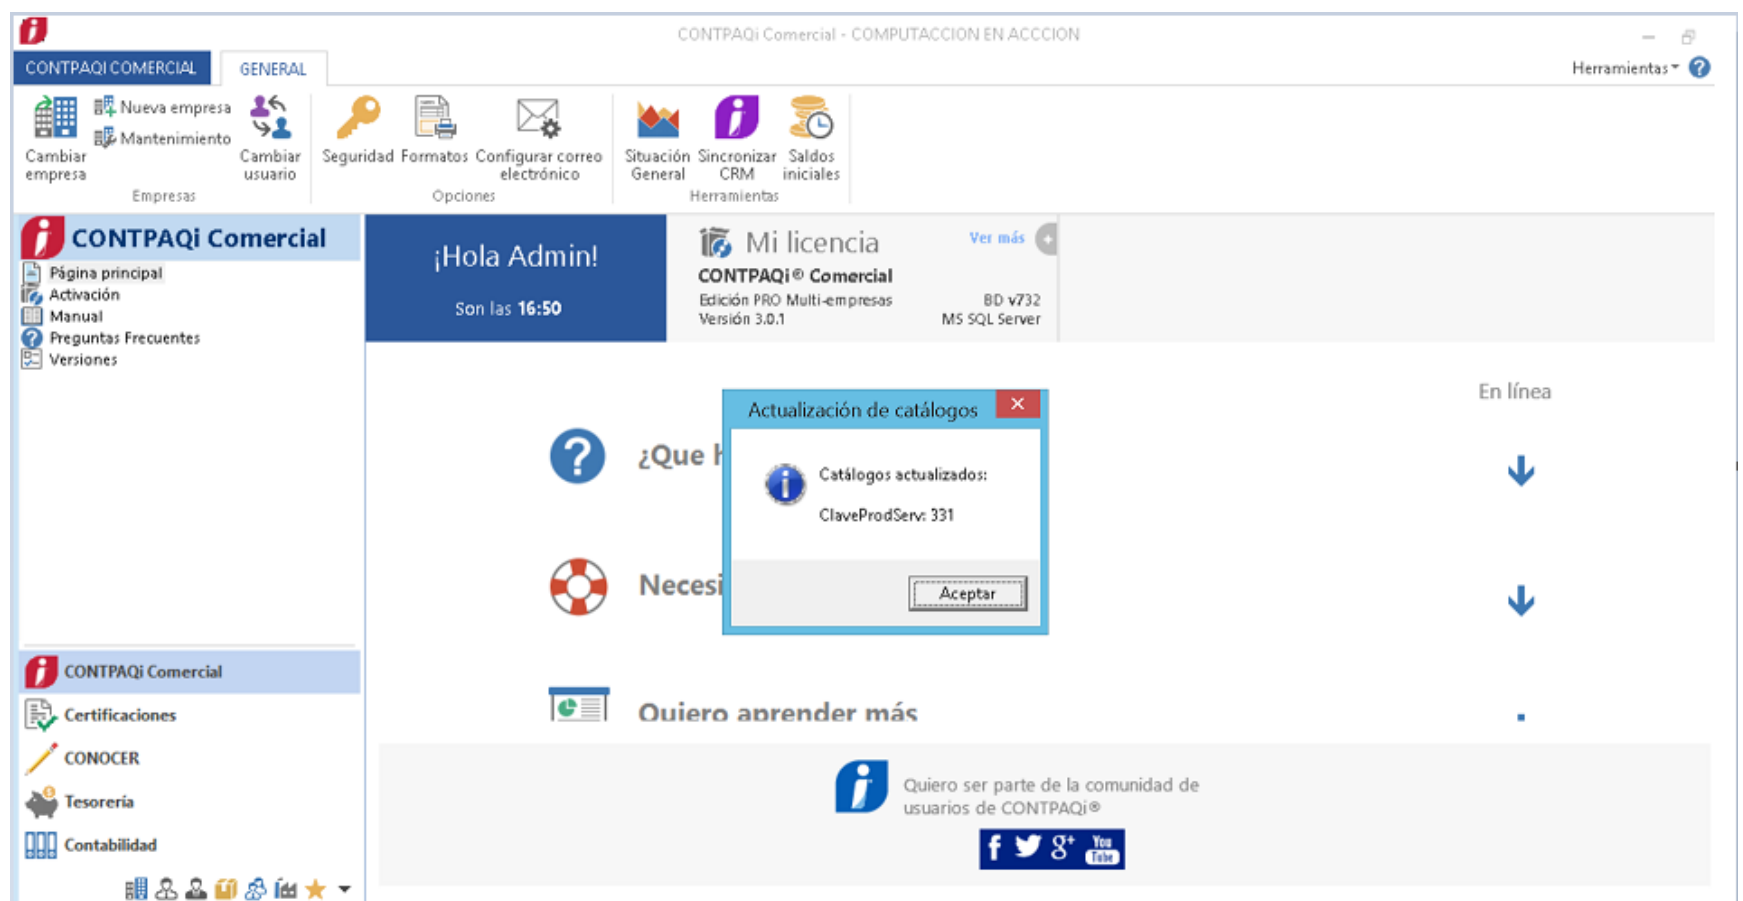 CONTPAQi Comercial - COMPUTACCION EN ACCCION
CONTPAQI COMERCIAL
GENERAL
Herramientas
Cambiar
empresa
Nueva empresa
Mantenimiento
Cambiar
usuario
Empresas
Seguridad
Formatos
Configurar correo
electrónico
Opciones
Situación
General
Sincronizar
CRM
Saldos
iniciales
Herramientas
CONTPAQi Comercial
Página principal
Activación
Manual
Preguntas Frecuentes
Versiones
¡Hola Admin!
Son las 16:50
Mi licencia
Ver más
CONTPAQi® Comercial
Edición PRO Multi-empresas
BD v732
Versión 3.0.1
MS SQL Server
En línea
¿Que h
Necesi
Quiero aprender más
Actualización de catálogos
Catálogos actualizados:
ClaveProdServ: 331
Aceptar
CONTPAQi Comercial
Certificaciones
CONOCER
Tesorería
Contabilidad
Quiero ser parte de la comunidad de
usuarios de CONTPAQi®
You
Tube